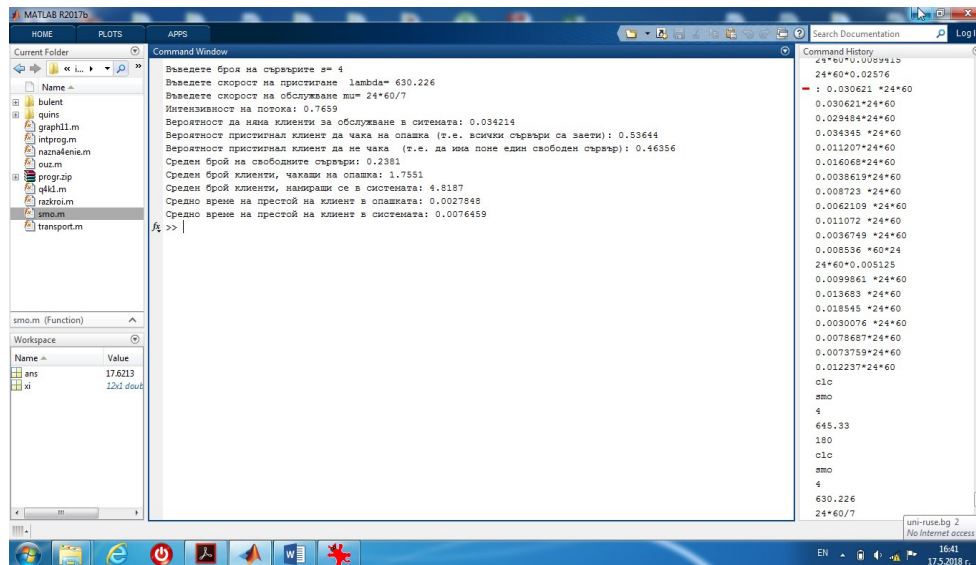 MATLAB R2017b
HOME PLOTS APPS
Search Documentation
Log I
Current Folder
« i...
Name
bulent
quins
graph11.m
intprog.m
nazna4enie.m
ouz.m
progr.zip
q4k1.m
razkroi.m
smo.m
transport.m
smo.m (Function)
Workspace
Name Value
ans 17.6213
xi 12x1 doub
Command Window
Въведете броя на сървърите s= 4
Въведете скорост на пристигане lambda= 630.226
Въведете скорост на обслужване mu= 24*60/7
Интензивност на потока: 0.7659
Вероятност да няма клиенти за обслужване в ситемата: 0.034214
Вероятност пристигнал клиент да чака на опашка (т.е. всички сървъри са заети): 0.53644
Вероятност пристигнал клиент да не чака (т.е. да има поне един свободен сървър): 0.46356
Среден брой на свободните сървъри: 0.2381
Среден брой клиенти, чакащи на опашка: 1.7551
Среден брой клиенти, намиращи се в системата: 4.8187
Средно време на престой на клиент в опашката: 0.0027848
Средно време на престой на клиент в системата: 0.0076459
fx >>
Command History
24*60*0.0089415
24*60*0.02576
: 0.030621 *24*60
0.030621*24*60
0.029484*24*60
0.034345 *24*60
0.011207*24*60
0.016068*24*60
0.0038619*24*60
0.008723 *24*60
0.0062109 *24*60
0.011072 *24*60
0.0036749 *24*60
0.008536 *60*24
24*60*0.005125
0.0099861 *24*60
0.013683 *24*60
0.018545 *24*60
0.0030076 *24*60
0.0078687*24*60
0.0073759*24*60
0.012237*24*60
clc
smo
4
645.33
180
clc
smo
4
630.226
24*60/7
uni-ruse.bg 2
No Internet access
EN
16:41
17.5.2018 г.